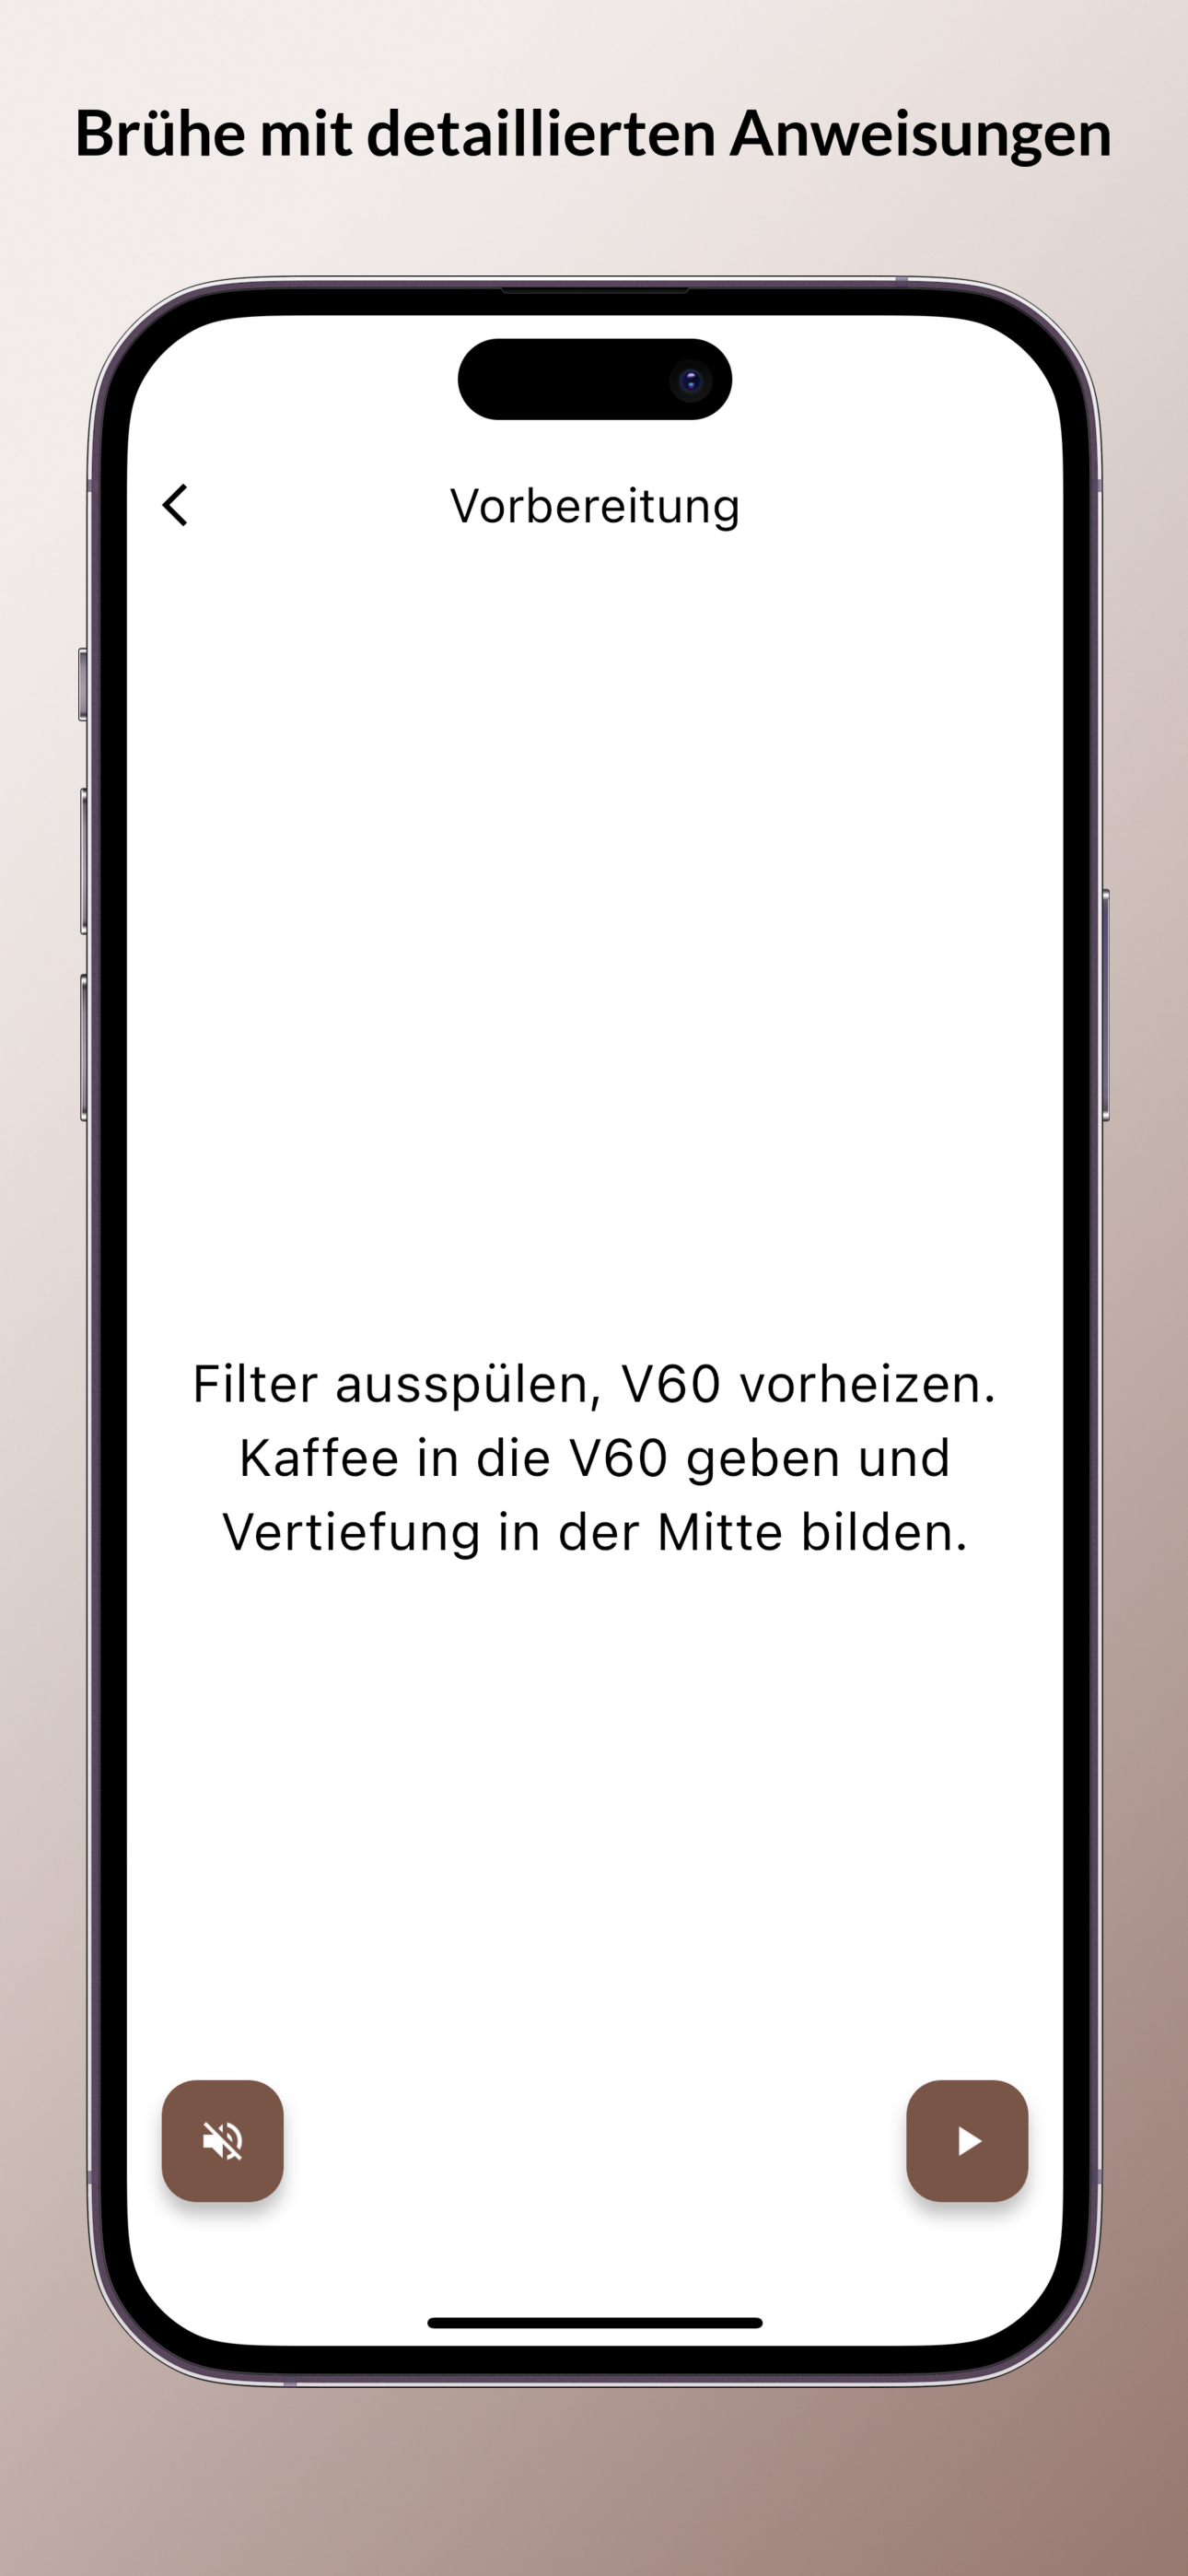 Brühe mit detaillierten Anweisungen
Vorbereitung
Filter ausspülen, V60 vorheizen.
Kaffee in die V60 geben und
Vertiefung in der Mitte bilden.